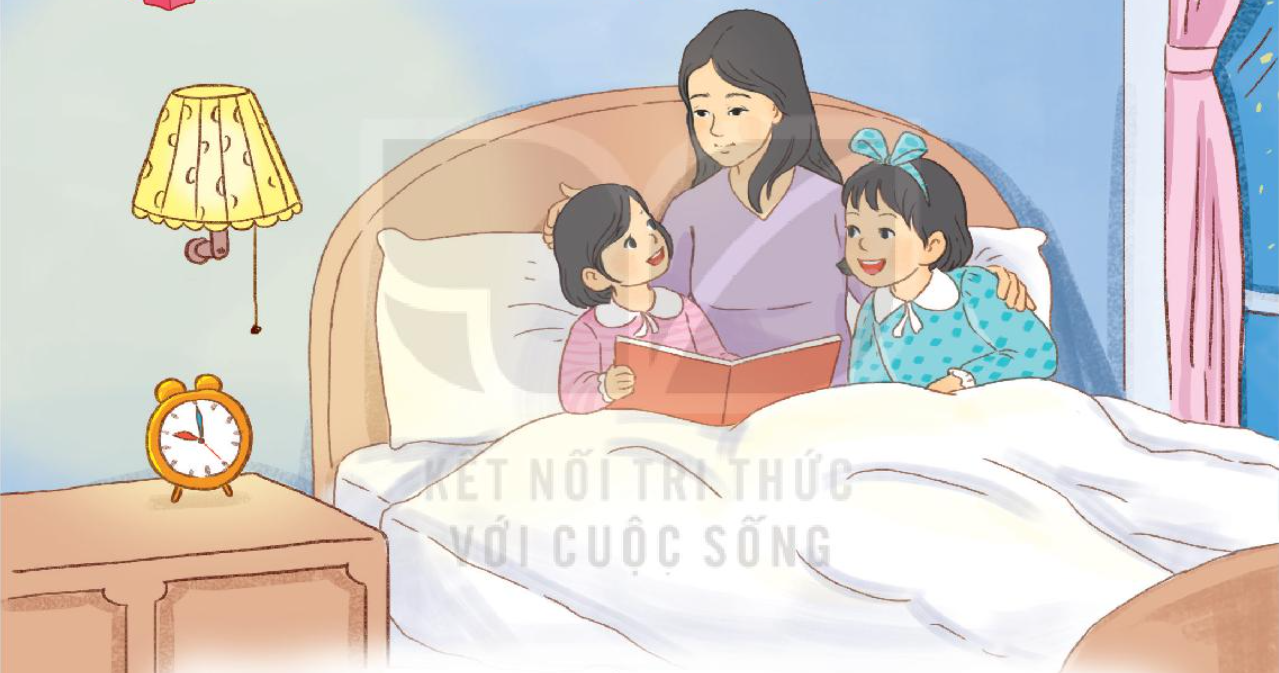 KẾT NỐI TRI THỨC
VỚI CUỘC SỐNG